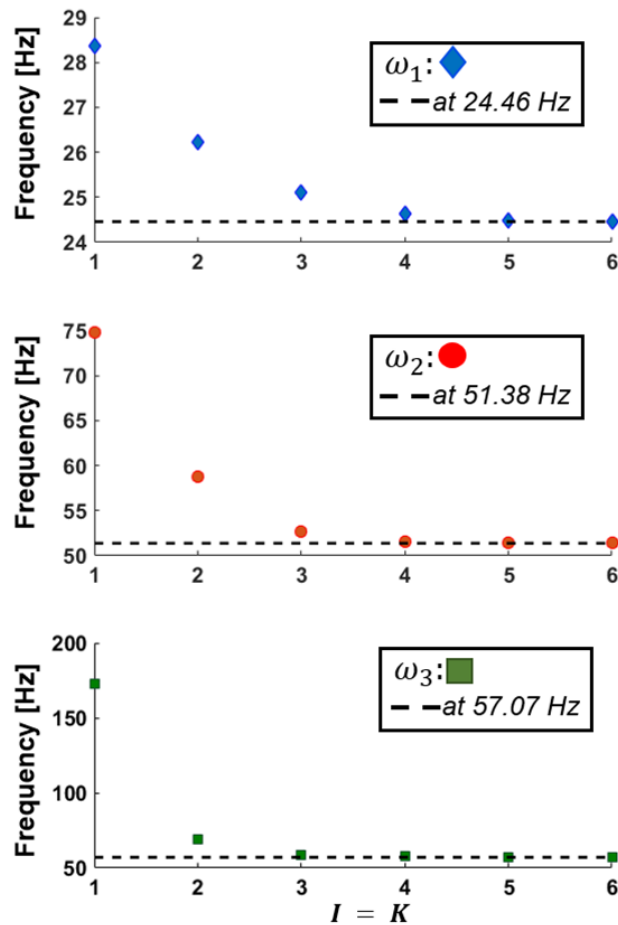 29
28
27
26
25
24
Frequency [Hz]
ω₁:
at 24.46 Hz
1 2 3 4 5 6
75
70
65
60
55
50
Frequency [Hz]
ω₂:
at 51.38 Hz
1 2 3 4 5 6
200
150
100
50
Frequency [Hz]
ω₃:
at 57.07 Hz
1 2 3 4 5 6
I = K